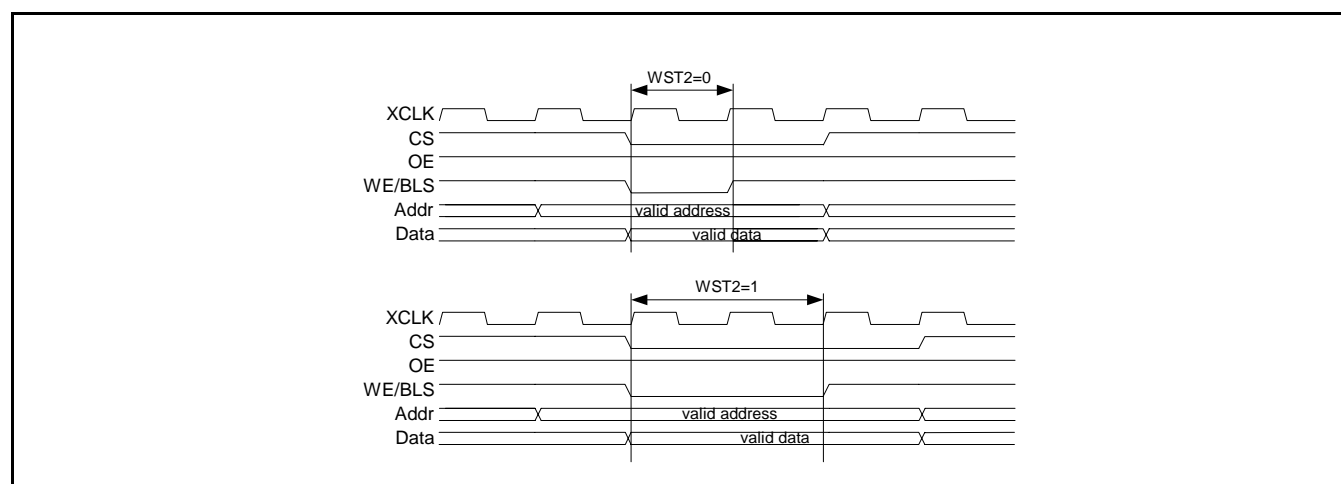 WST2=0
XCLK
CS
OE
WE/BLS
Addr valid address
Data valid data
WST2=1
XCLK
CS
OE
WE/BLS
Addr valid address
Data valid data